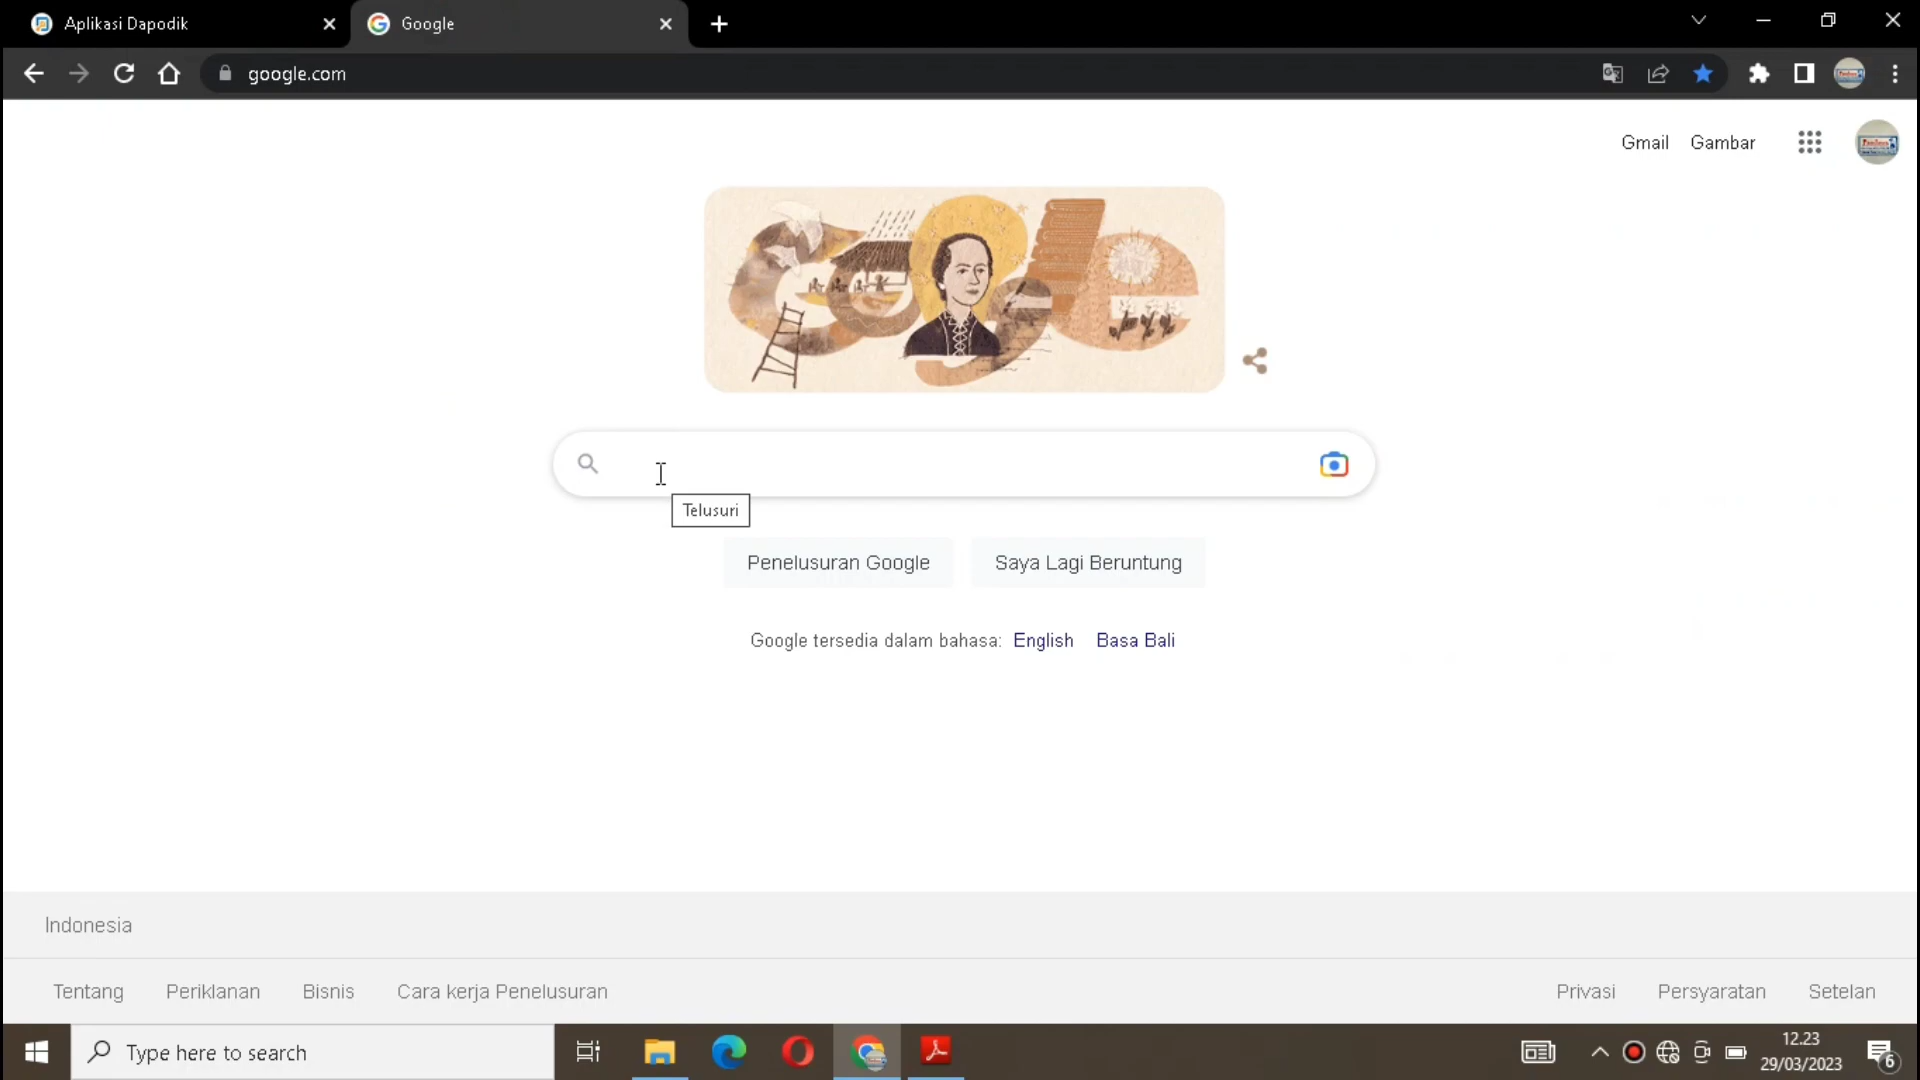 Aplikasi Dapodik
Google
google.com
Gmail Gambar
Telusuri
Penelusuran Google Saya Lagi Beruntung
Google tersedia dalam bahasa: English Basa Bali
Indonesia
Tentang Periklanan Bisnis Cara kerja Penelusuran Privasi Persyaratan Setelan
Type here to search
12.23
29/03/2023
6